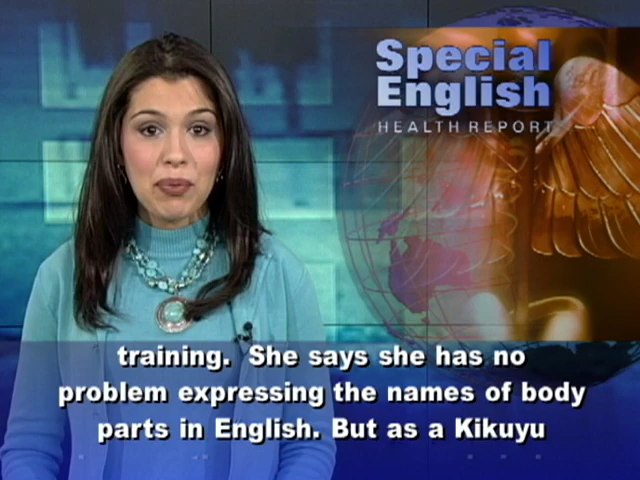 Special
English
HEALTH REPORT
training. She says she has no
problem expressing the names of body
parts in English. But as a Kikuyu